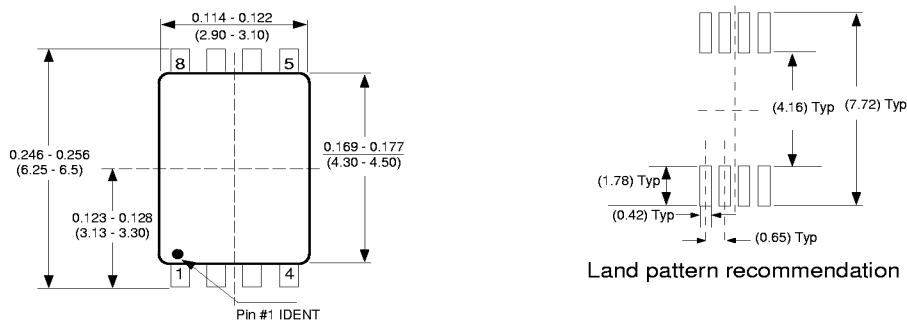 0.114 - 0.122
(2.90 - 3.10)
8
5
0.246 - 0.256
(6.25 - 6.5)
0.169 - 0.177
(4.30 - 4.50)
0.123 - 0.128
(3.13 - 3.30)
1
4
Pin #1 IDENT
(4.16) Typ
(7.72) Typ
(1.78) Typ
(0.42) Typ
(0.65) Typ
Land pattern recommendation